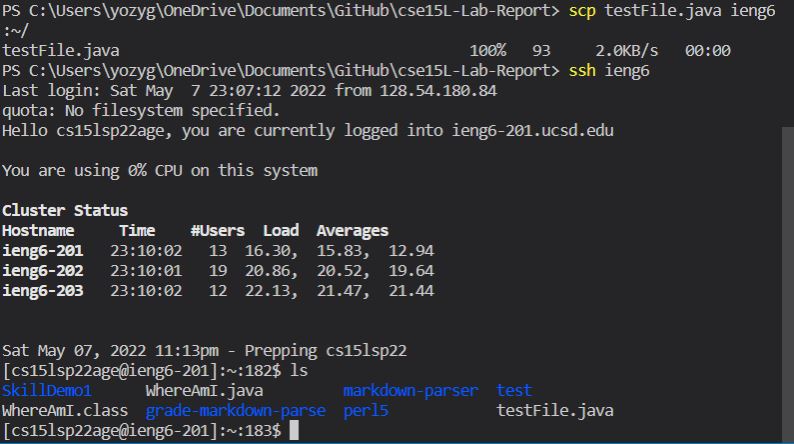 PS C:\Users\yozyg\OneDrive\Documents\GitHub\cse15L-Lab-Report> scp testFile.java ieng6
:~/
testFile.java                                 100%   93     2.0KB/s   00:00
PS C:\Users\yozyg\OneDrive\Documents\GitHub\cse15L-Lab-Report> ssh ieng6
Last login: Sat May  7 23:07:12 2022 from 128.54.180.84
quota: No filesystem specified.
Hello cs15lsp22age, you are currently logged into ieng6-201.ucsd.edu
You are using 0% CPU on this system
Cluster Status
Hostname     Time    #Users  Load  Averages
ieng6-201   23:10:02   13  16.30,  15.83,  12.94
ieng6-202   23:10:01   19  20.86,  20.52,  19.64
ieng6-203   23:10:02   12  22.13,  21.47,  21.44
Sat May 07, 2022 11:13pm - Prepping cs15lsp22
[cs15lsp22age@ieng6-201]:~:182$ ls
SkillDemo1      WhereAmI.java         markdown-parser  test
WhereAmI.class  grade-markdown-parse  perl5            testFile.java
[cs15lsp22age@ieng6-201]:~:183$